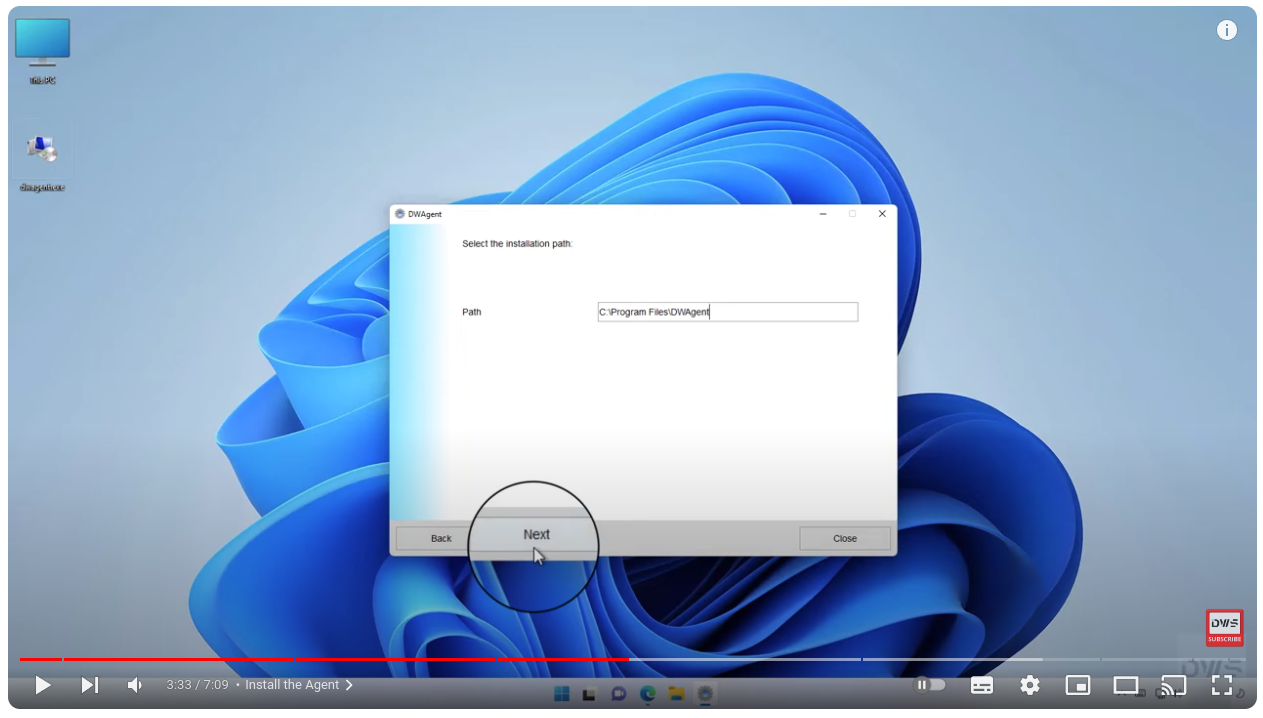 This PC
dwagent.exe
DWAgent
Select the installation path:
Path
C:\Program Files\DWAgent
Back
Next
Close
DWS
SUBSCRIBE
DWS
3:33 / 7:09 • Install the Agent